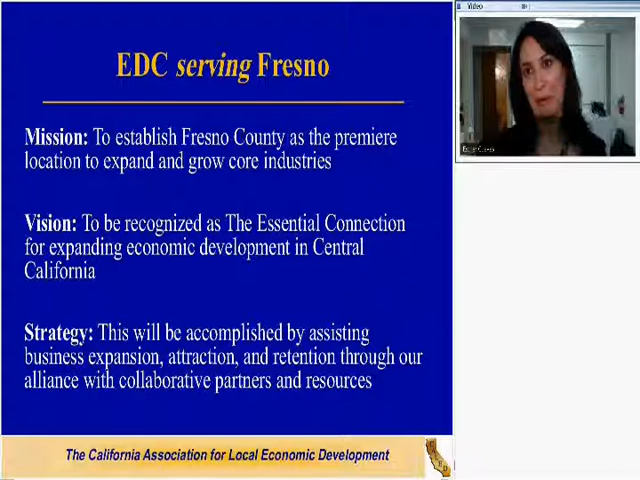 Video
EDC serving Fresno
Mission: To establish Fresno County as the premiere
location to expand and grow core industries
Vision: To be recognized as The Essential Connection
for expanding economic development in Central
California
Strategy: This will be accomplished by assisting
business expansion, attraction, and retention through our
alliance with collaborative partners and resources
The California Association for Local Economic Development